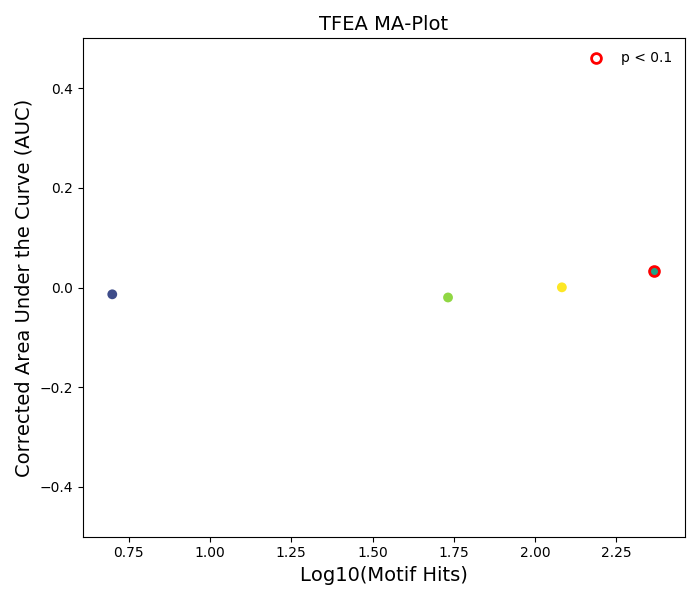 TFEA MA-Plot
p < 0.1
Corrected Area Under the Curve (AUC)
0.4
0.2
0.0
−0.2
−0.4
0.75 1.00 1.25 1.50 1.75 2.00 2.25
Log10(Motif Hits)